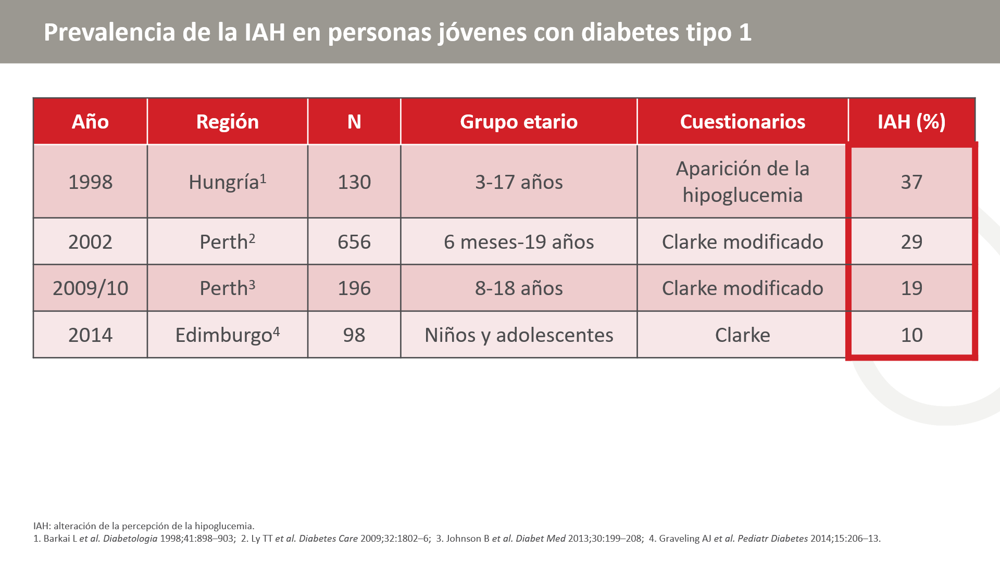 Prevalencia de la IAH en personas jóvenes con diabetes tipo 1
Año Región N Grupo etario Cuestionarios IAH (%)
1998 Hungría¹ 130 3-17 años Aparición de la hipoglucemia 37
2002 Perth² 656 6 meses-19 años Clarke modificado 29
2009/10 Perth³ 196 8-18 años Clarke modificado 19
2014 Edimburgo⁴ 98 Niños y adolescentes Clarke 10
IAH: alteración de la percepción de la hipoglucemia.
1. Barkai L et al. Diabetologia 1998;41:898–903; 2. Ly TT et al. Diabetes Care 2009;32:1802–6; 3. Johnson B et al. Diabet Med 2013;30:199–208; 4. Graveling AJ et al. Pediatr Diabetes 2014;15:206–13.